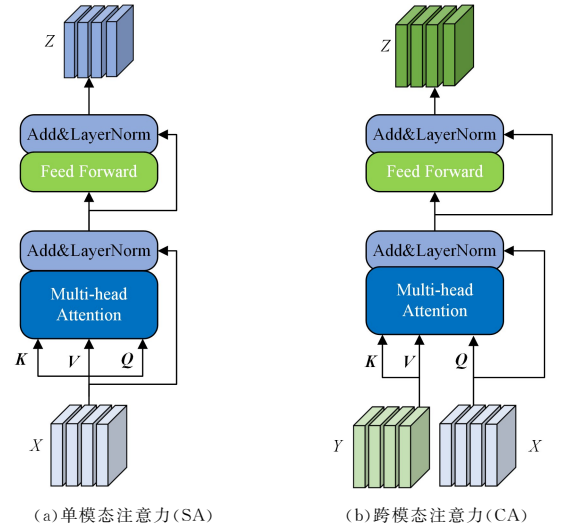 Z
Add&LayerNorm
Feed Forward
Add&LayerNorm
Multi-head
Attention
K
V
Q
X
(a)单模态注意力(SA)
Z
Add&LayerNorm
Feed Forward
Add&LayerNorm
Multi-head
Attention
K
V
Q
Y
X
(b)跨模态注意力(CA)